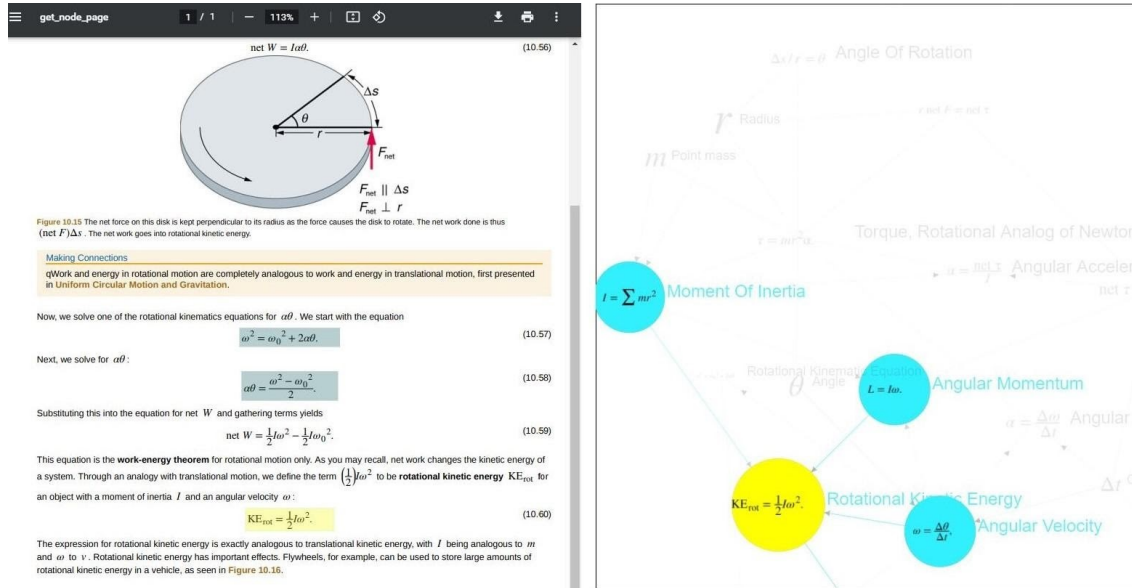 get_node_page 1 / 1 113%
net W = Iαθ. (10.56)
Δs
θ
r
F_net
F_net || Δs
F_net ⊥ r
Figure 10.15 The net force on this disk is kept perpendicular to its radius as the force causes the disk to rotate. The net work done is thus
(net F)Δs . The net work goes into rotational kinetic energy.
Making Connections
qWork and energy in rotational motion are completely analogous to work and energy in translational motion, first presented
in Uniform Circular Motion and Gravitation.
Now, we solve one of the rotational kinematics equations for αθ . We start with the equation
ω² = ω₀² + 2αθ. (10.57)
Next, we solve for αθ :
αθ = (ω² − ω₀²)/2. (10.58)
Substituting this into the equation for net W and gathering terms yields
net W = ½Iω² − ½Iω₀². (10.59)
This equation is the work-energy theorem for rotational motion only. As you may recall, net work changes the kinetic energy of
a system. Through an analogy with translational motion, we define the term (½)Iω² to be rotational kinetic energy KE_rot for
an object with a moment of inertia I and an angular velocity ω :
KE_rot = ½Iω². (10.60)
The expression for rotational kinetic energy is exactly analogous to translational kinetic energy, with I being analogous to m
and ω to v . Rotational kinetic energy has important effects. Flywheels, for example, can be used to store large amounts of
rotational kinetic energy in a vehicle, as seen in Figure 10.16.
Δs / r = θ Angle Of Rotation
r Radius
r net F = net τ
m Point mass
τ = mr²α. Torque, Rotational Analog of Newton
α = net τ / I Angular Acceler
net τ
I = ∑ mr² Moment Of Inertia
Rotational Kinematic Equation
θ Angle
L = Iω. Angular Momentum
α = Δω/Δt Angular
KE_rot = ½Iω². Rotational Kinetic Energy
Δt
ω = Δθ/Δt, Angular Velocity